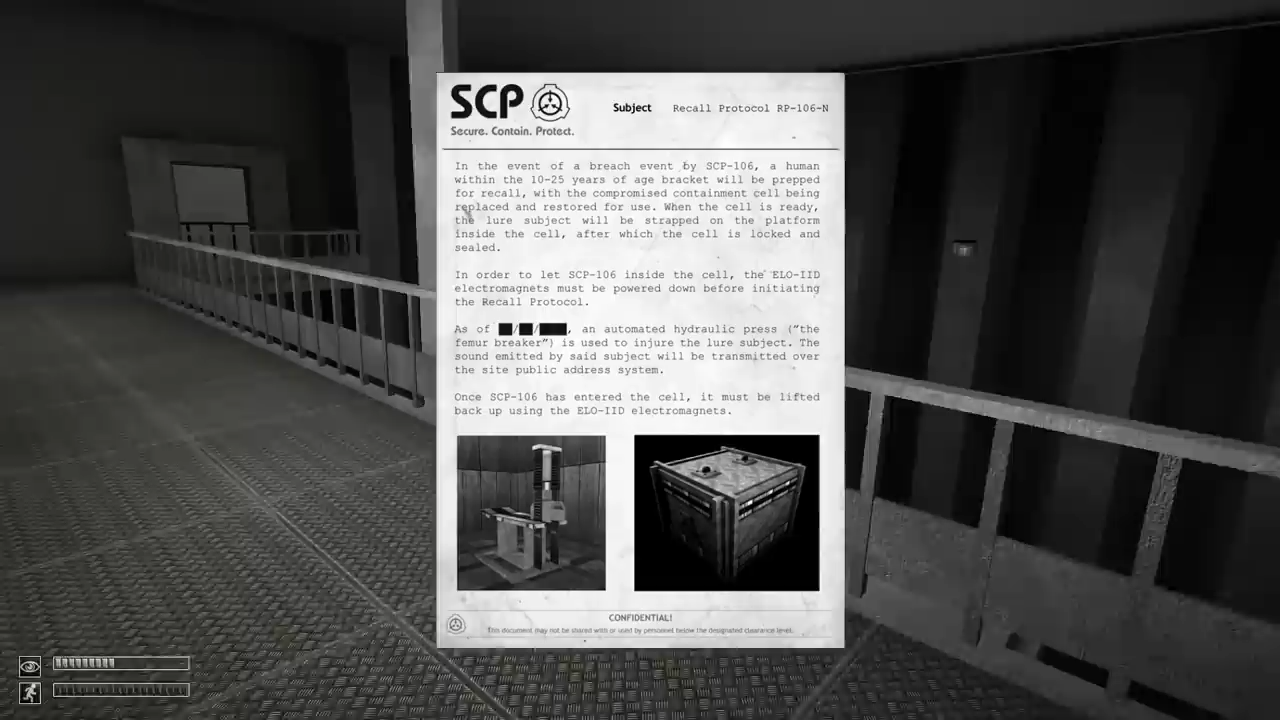 SCP
Subject Recall Protocol RP-106-N
Secure. Contain. Protect.
In the event of a breach event by SCP-106, a human
within the 10-25 years of age bracket will be prepped
for recall, with the compromised containment cell being
replaced and restored for use. When the cell is ready,
the lure subject will be strapped on the platform
inside the cell, after which the cell is locked and
sealed.
In order to let SCP-106 inside the cell, the ELO-IID
electromagnets must be powered down before initiating
the Recall Protocol.
As of ██/██/████, an automated hydraulic press ("the
femur breaker") is used to injure the lure subject. The
sound emitted by said subject will be transmitted over
the site public address system.
Once SCP-106 has entered the cell, it must be lifted
back up using the ELO-IID electromagnets.
CONFIDENTIAL!
This document may not be shared with or used by personnel below the designated clearance level.